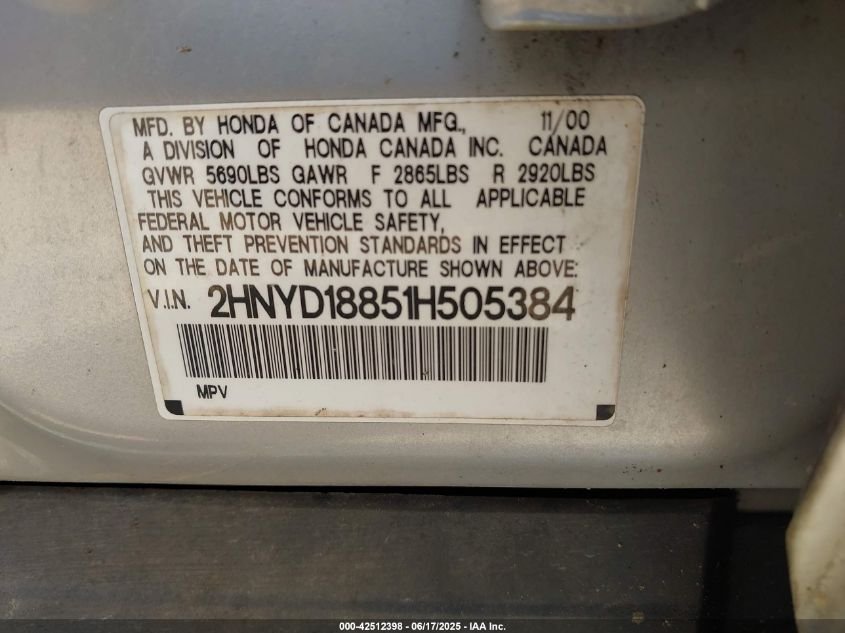 MFD. BY HONDA OF CANADA MFG., 11/00
A DIVISION OF HONDA CANADA INC. CANADA
GVWR 5690LBS GAWR F 2865LBS R 2920LBS
THIS VEHICLE CONFORMS TO ALL APPLICABLE
FEDERAL MOTOR VEHICLE SAFETY,
AND THEFT PREVENTION STANDARDS IN EFFECT
ON THE DATE OF MANUFACTURE SHOWN ABOVE:
V.I.N. 2HNYD18851H505384
MPV
000-42512398 - 06/17/2025 - IAA Inc.